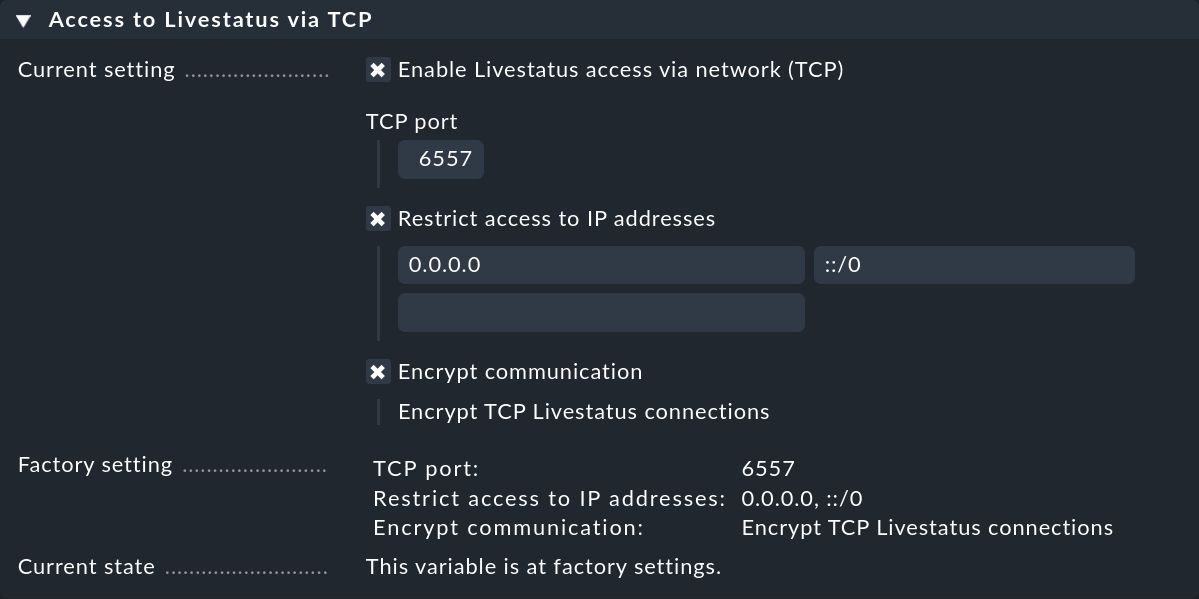 Access to Livestatus via TCP
Current setting ........................ Enable Livestatus access via network (TCP)
TCP port
6557
Restrict access to IP addresses
0.0.0.0 ::/0
Encrypt communication
Encrypt TCP Livestatus connections
Factory setting ........................ TCP port: 6557
Restrict access to IP addresses: 0.0.0.0, ::/0
Encrypt communication: Encrypt TCP Livestatus connections
Current state ........................... This variable is at factory settings.